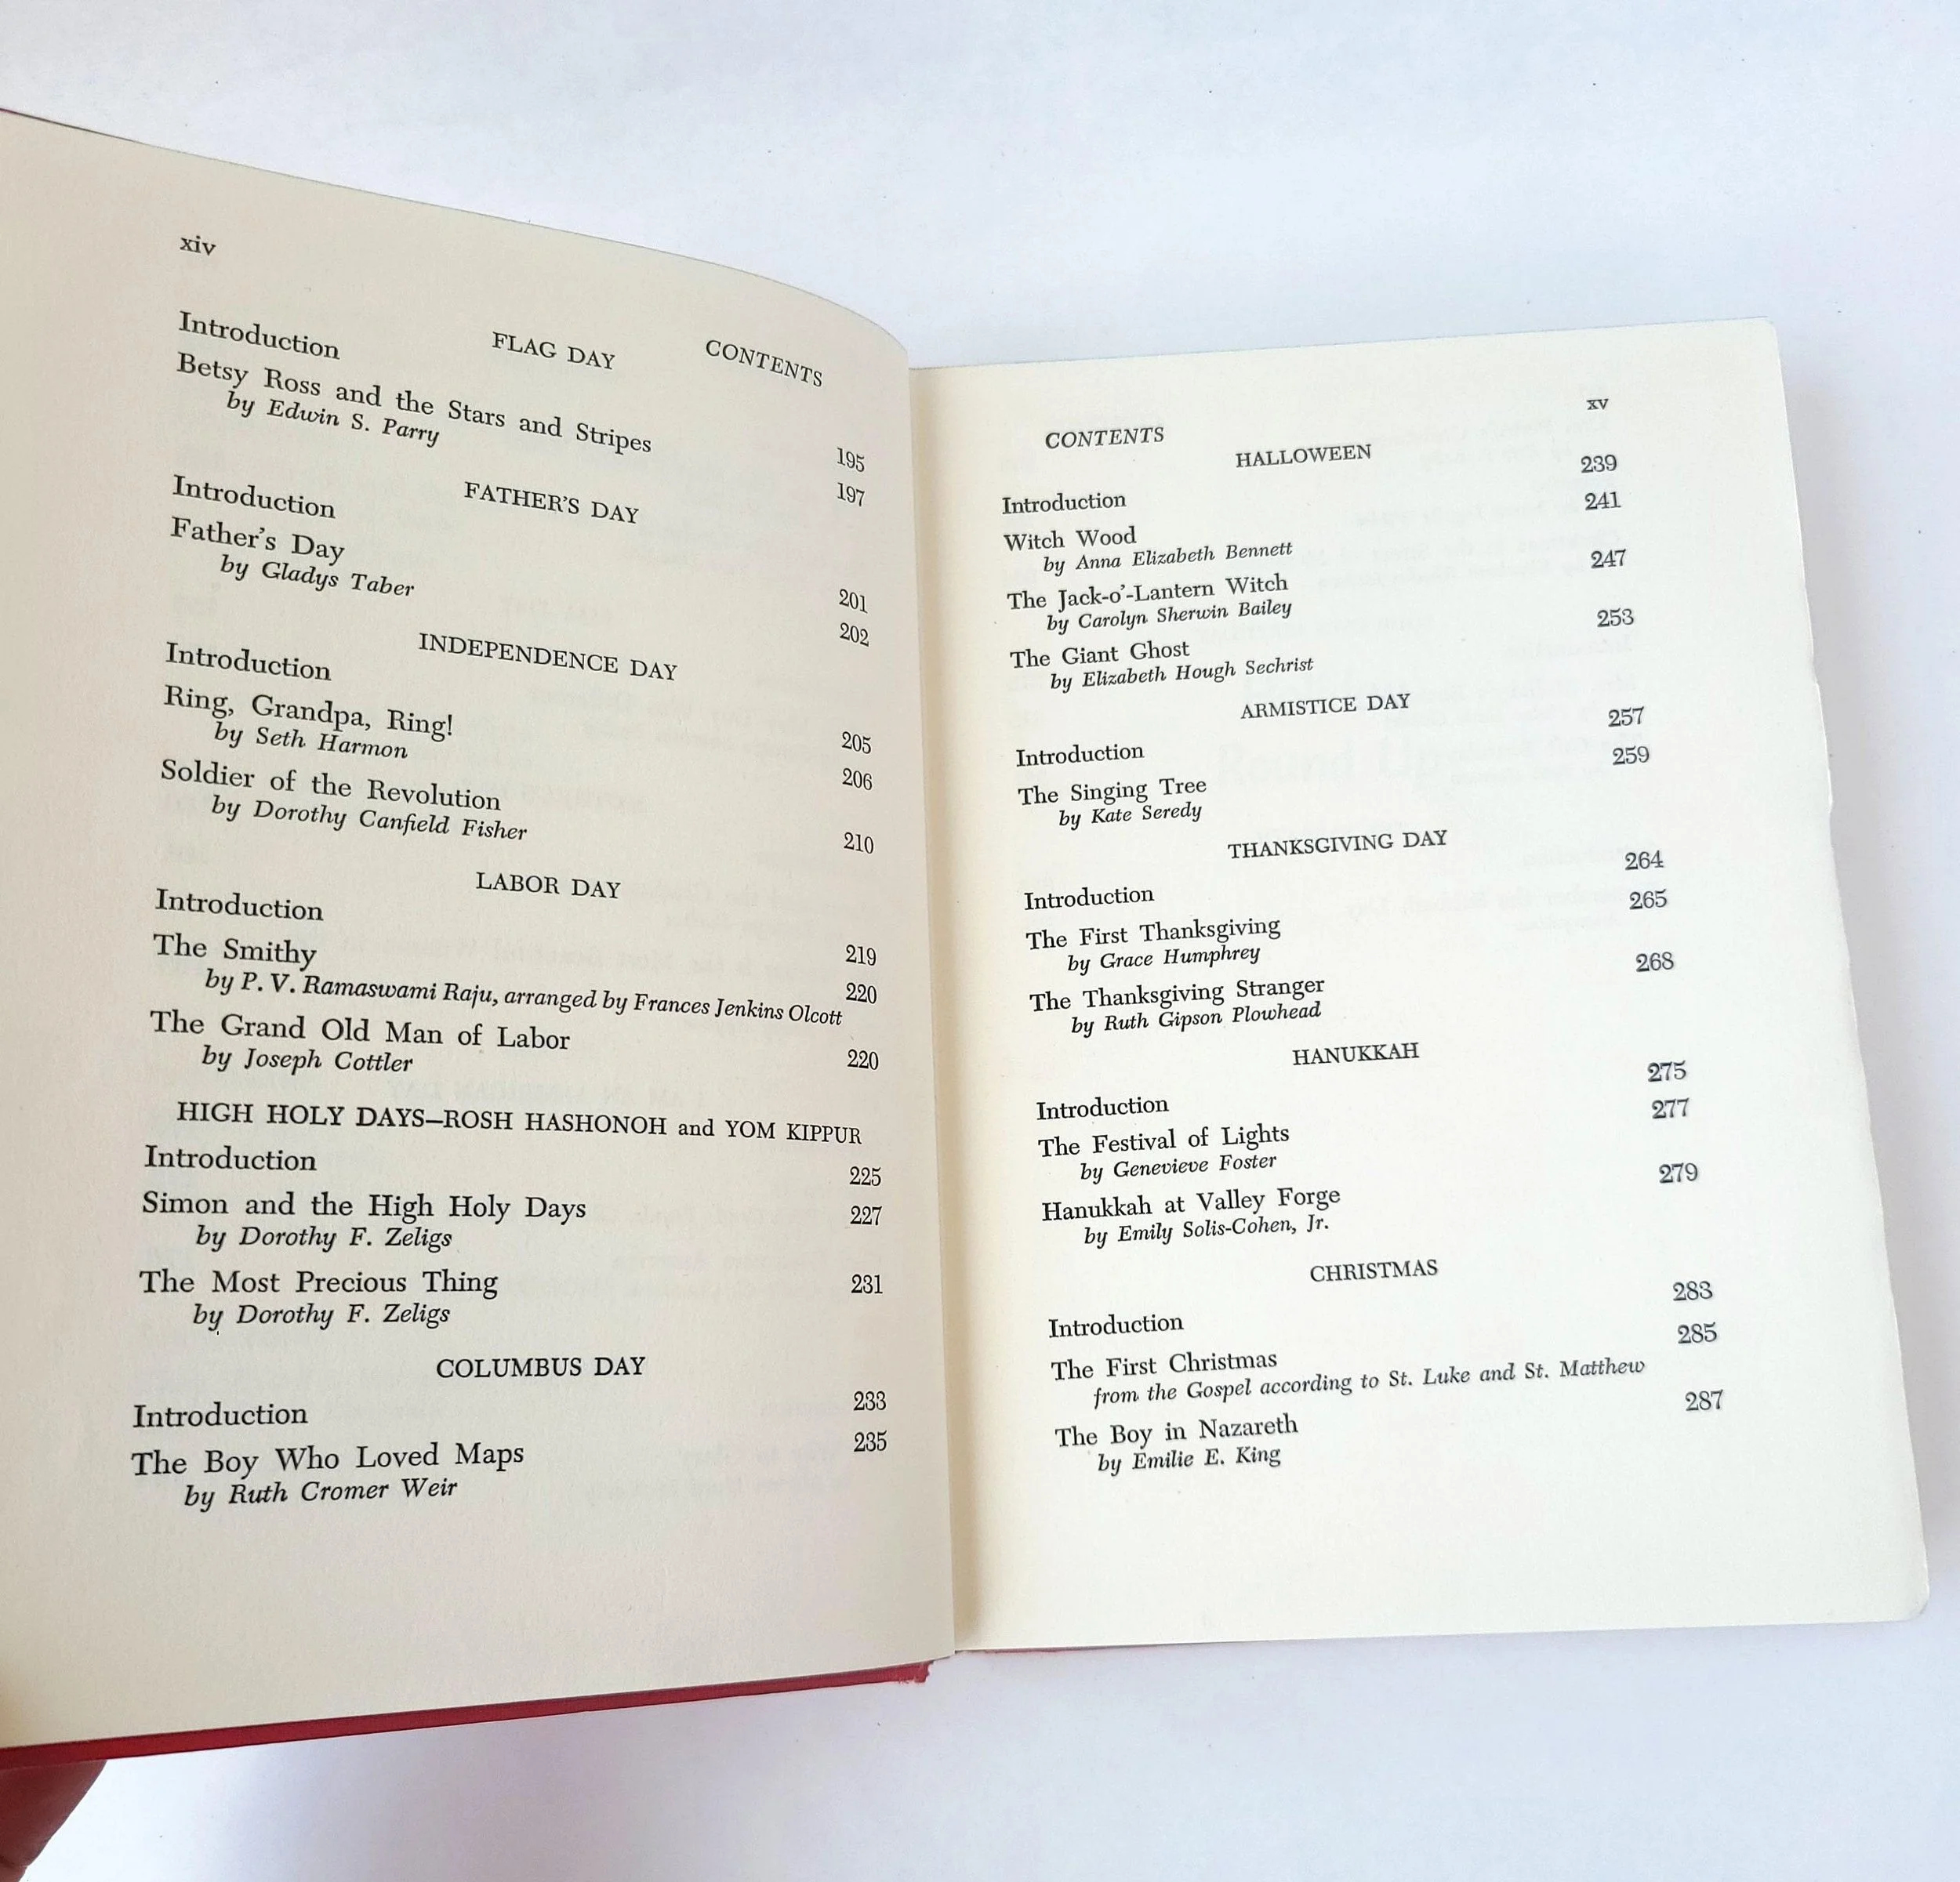 xiv
CONTENTS
FLAG DAY
Introduction 195
Betsy Ross and the Stars and Stripes 197
by Edwin S. Parry
FATHER'S DAY
Introduction 201
Father's Day 202
by Gladys Taber
INDEPENDENCE DAY
Introduction 205
Ring, Grandpa, Ring! 206
by Seth Harmon
Soldier of the Revolution 210
by Dorothy Canfield Fisher
LABOR DAY
Introduction 219
The Smithy 220
by P. V. Ramaswami Raju, arranged by Frances Jenkins Olcott
The Grand Old Man of Labor 220
by Joseph Cottler
HIGH HOLY DAYS—ROSH HASHONOH and YOM KIPPUR
Introduction 225
Simon and the High Holy Days 227
by Dorothy F. Zeligs
The Most Precious Thing 231
by Dorothy F. Zeligs
COLUMBUS DAY
Introduction 233
The Boy Who Loved Maps 235
by Ruth Cromer Weir
CONTENTS xv
HALLOWEEN
Introduction 239
Witch Wood 241
by Anna Elizabeth Bennett
The Jack-o'-Lantern Witch 247
by Carolyn Sherwin Bailey
The Giant Ghost 253
by Elizabeth Hough Sechrist
ARMISTICE DAY
Introduction 257
The Singing Tree 259
by Kate Seredy
THANKSGIVING DAY
Introduction 264
The First Thanksgiving 265
by Grace Humphrey
The Thanksgiving Stranger 268
by Ruth Gipson Plowhead
HANUKKAH
Introduction 275
The Festival of Lights 277
by Genevieve Foster
Hanukkah at Valley Forge 279
by Emily Solis-Cohen, Jr.
CHRISTMAS
Introduction 283
The First Christmas 285
from the Gospel according to St. Luke and St. Matthew
The Boy in Nazareth 287
by Emilie E. King